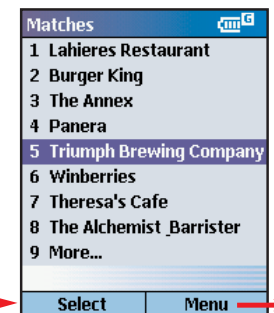 Matches G
1 Lahieres Restaurant
2 Burger King
3 The Annex
4 Panera
5 Triumph Brewing Company
6 Winberries
7 Theresa's Cafe
8 The Alchemist_Barrister
9 More...
Select Menu